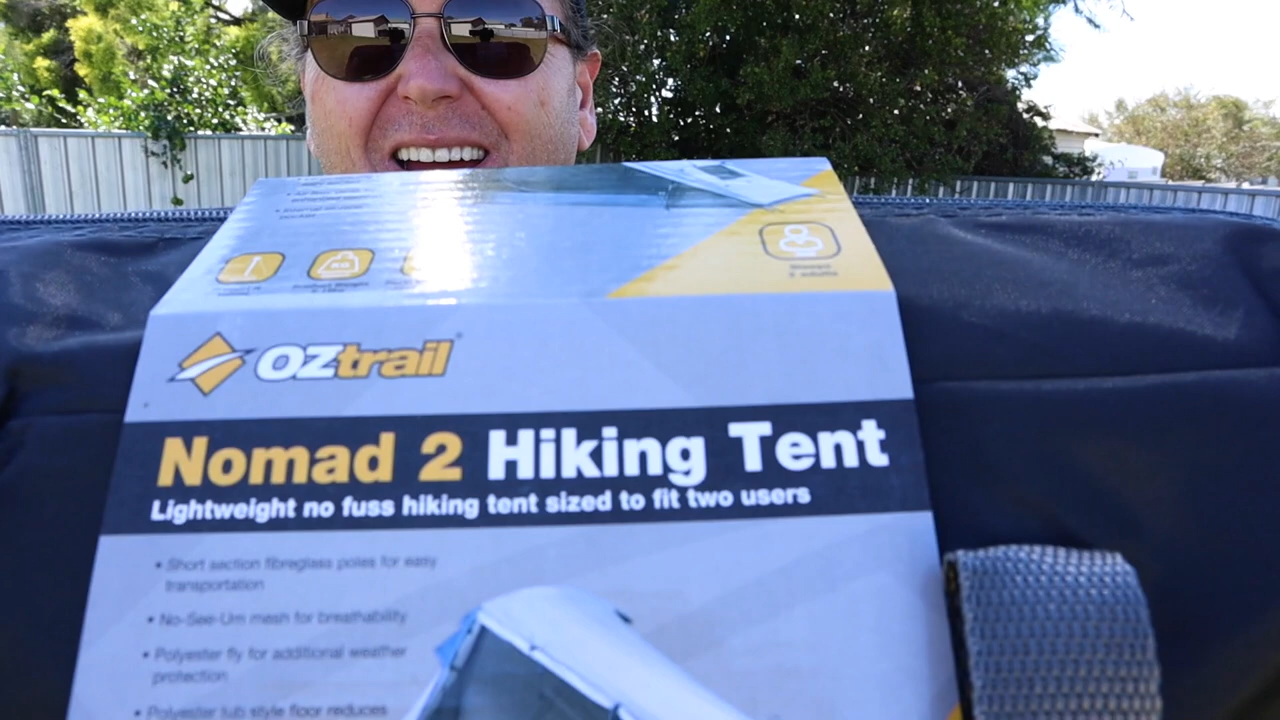 OZtrail
Nomad 2 Hiking Tent
Lightweight no fuss hiking tent sized to fit two users
• Short section fibreglass poles for easy
transportation
• No-See-Um mesh for breathability
• Polyester fly for additional weather
protection
• Polyester tub style floor reduces